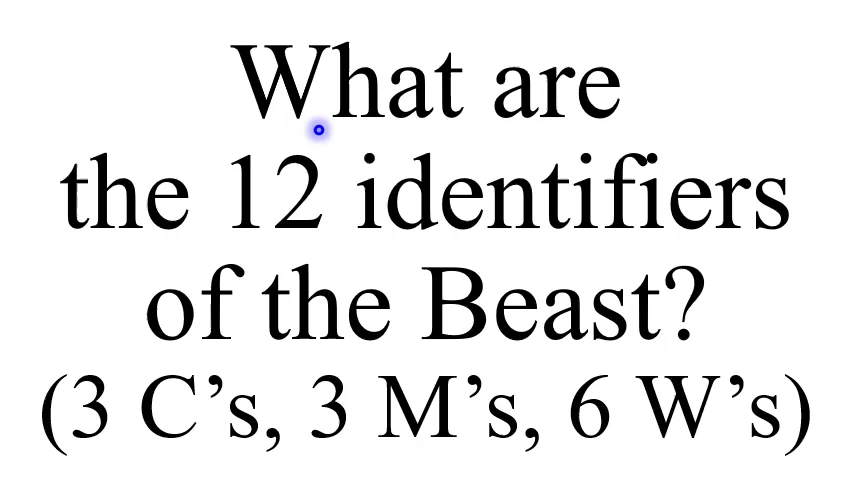 What are
the 12 identifiers
of the Beast?
(3 C’s, 3 M’s, 6 W’s)